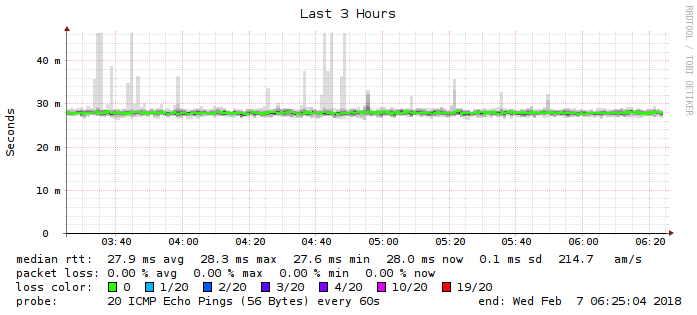 Last 3 Hours
RRDTOOL / TOBI OETIKER
Seconds
40 m
30 m
20 m
10 m
0
03:40 04:00 04:20 04:40 05:00 05:20 05:40 06:00 06:20
median rtt: 27.9 ms avg 28.3 ms max 27.6 ms min 28.0 ms now 0.1 ms sd 214.7 am/s
packet loss: 0.00 % avg 0.00 % max 0.00 % min 0.00 % now
loss color: 0 1/20 2/20 3/20 4/20 10/20 19/20
probe: 20 ICMP Echo Pings (56 Bytes) every 60s end: Wed Feb 7 06:25:04 2018